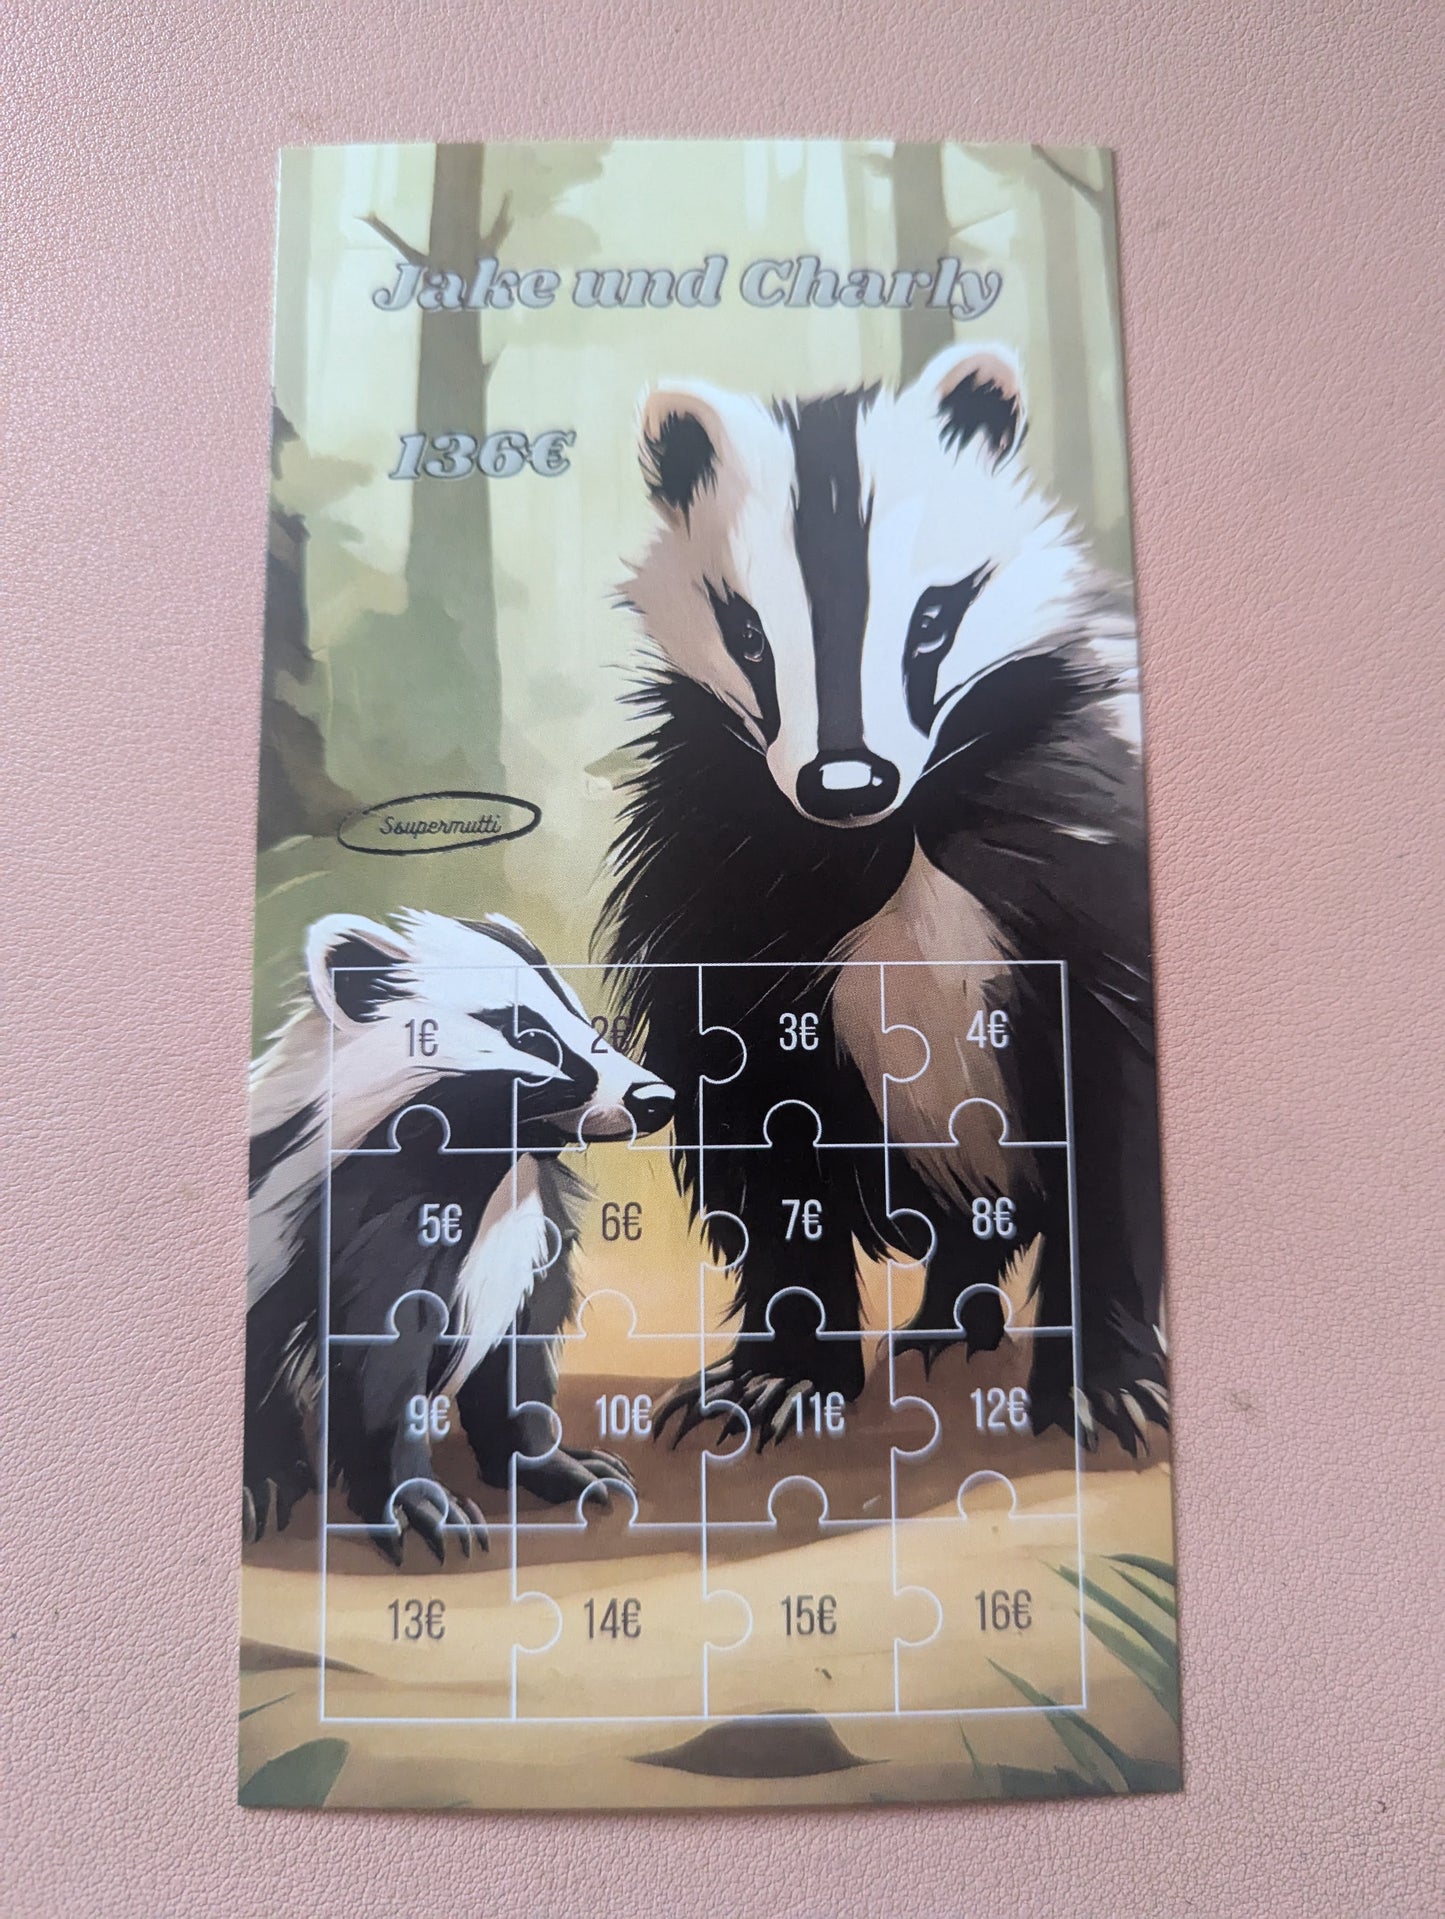 Jake und Charly
136€
Ssupermutti
1€ 2€ 3€ 4€
5€ 6€ 7€ 8€
9€ 10€ 11€ 12€
13€ 14€ 15€ 16€